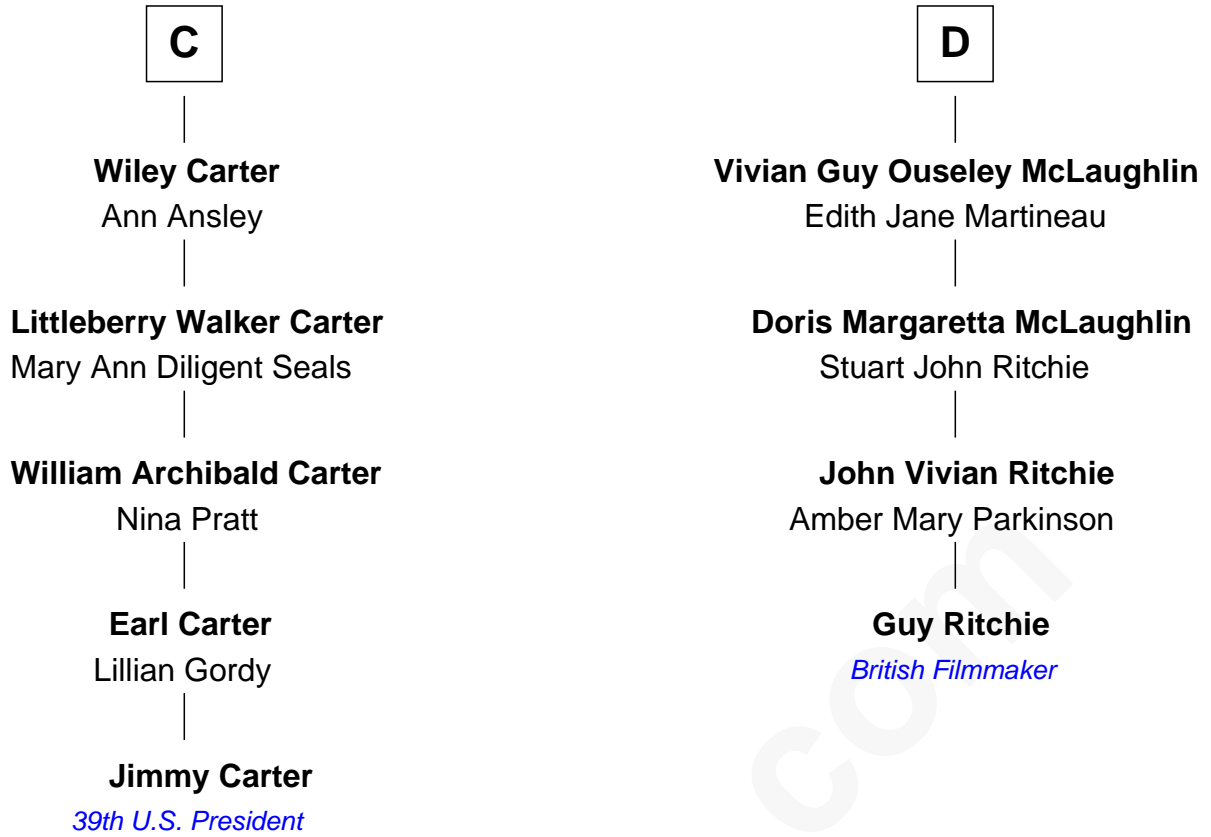 C
Wiley Carter
Ann Ansley
Littleberry Walker Carter
Mary Ann Diligent Seals
William Archibald Carter
Nina Pratt
Earl Carter
Lillian Gordy
Jimmy Carter
39th U.S. President
D
Vivian Guy Ouseley McLaughlin
Edith Jane Martineau
Doris Margaretta McLaughlin
Stuart John Ritchie
John Vivian Ritchie
Amber Mary Parkinson
Guy Ritchie
British Filmmaker
com